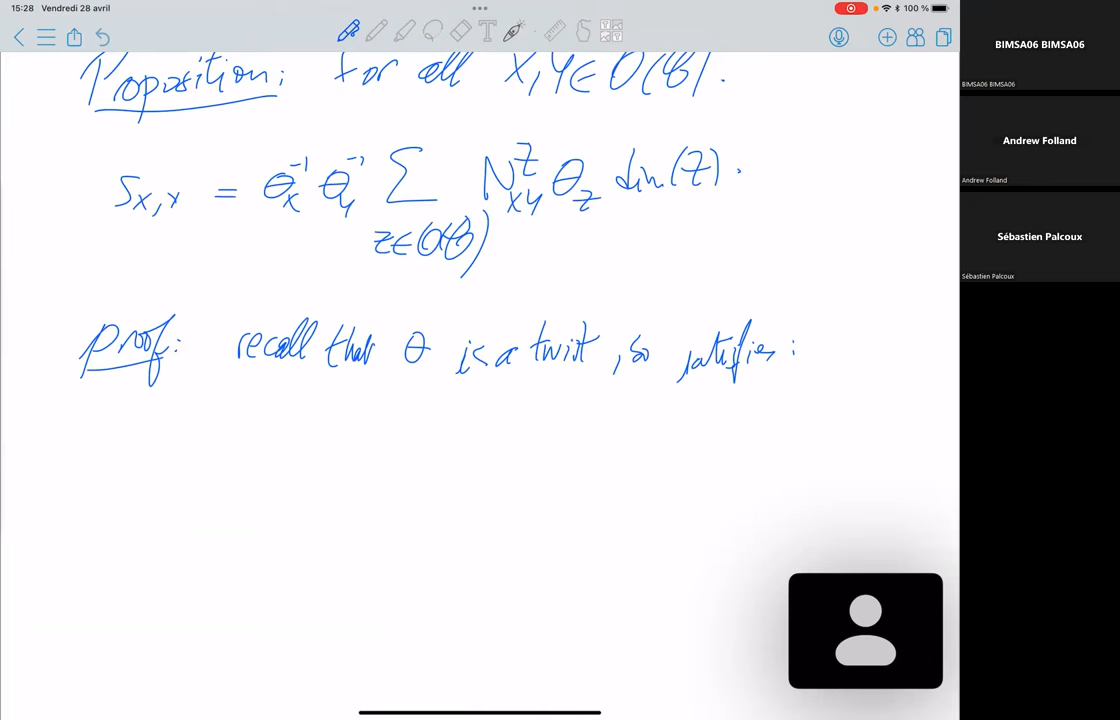 15:28 Vendredi 28 avril
100 %
Proposition: for all X, Y ∈ O(B).
S_{X,Y} = θ_X^{-1} θ_Y^{-1} Σ_{Z∈O(B)} N_{XY}^Z θ_Z dim(Z).
Proof: recall that θ is a twist, so satisfies:
BIMSA06 BIMSA06
BIMSA06 BIMSA06
Andrew Folland
Andrew Folland
Sébastien Palcoux
Sébastien Palcoux